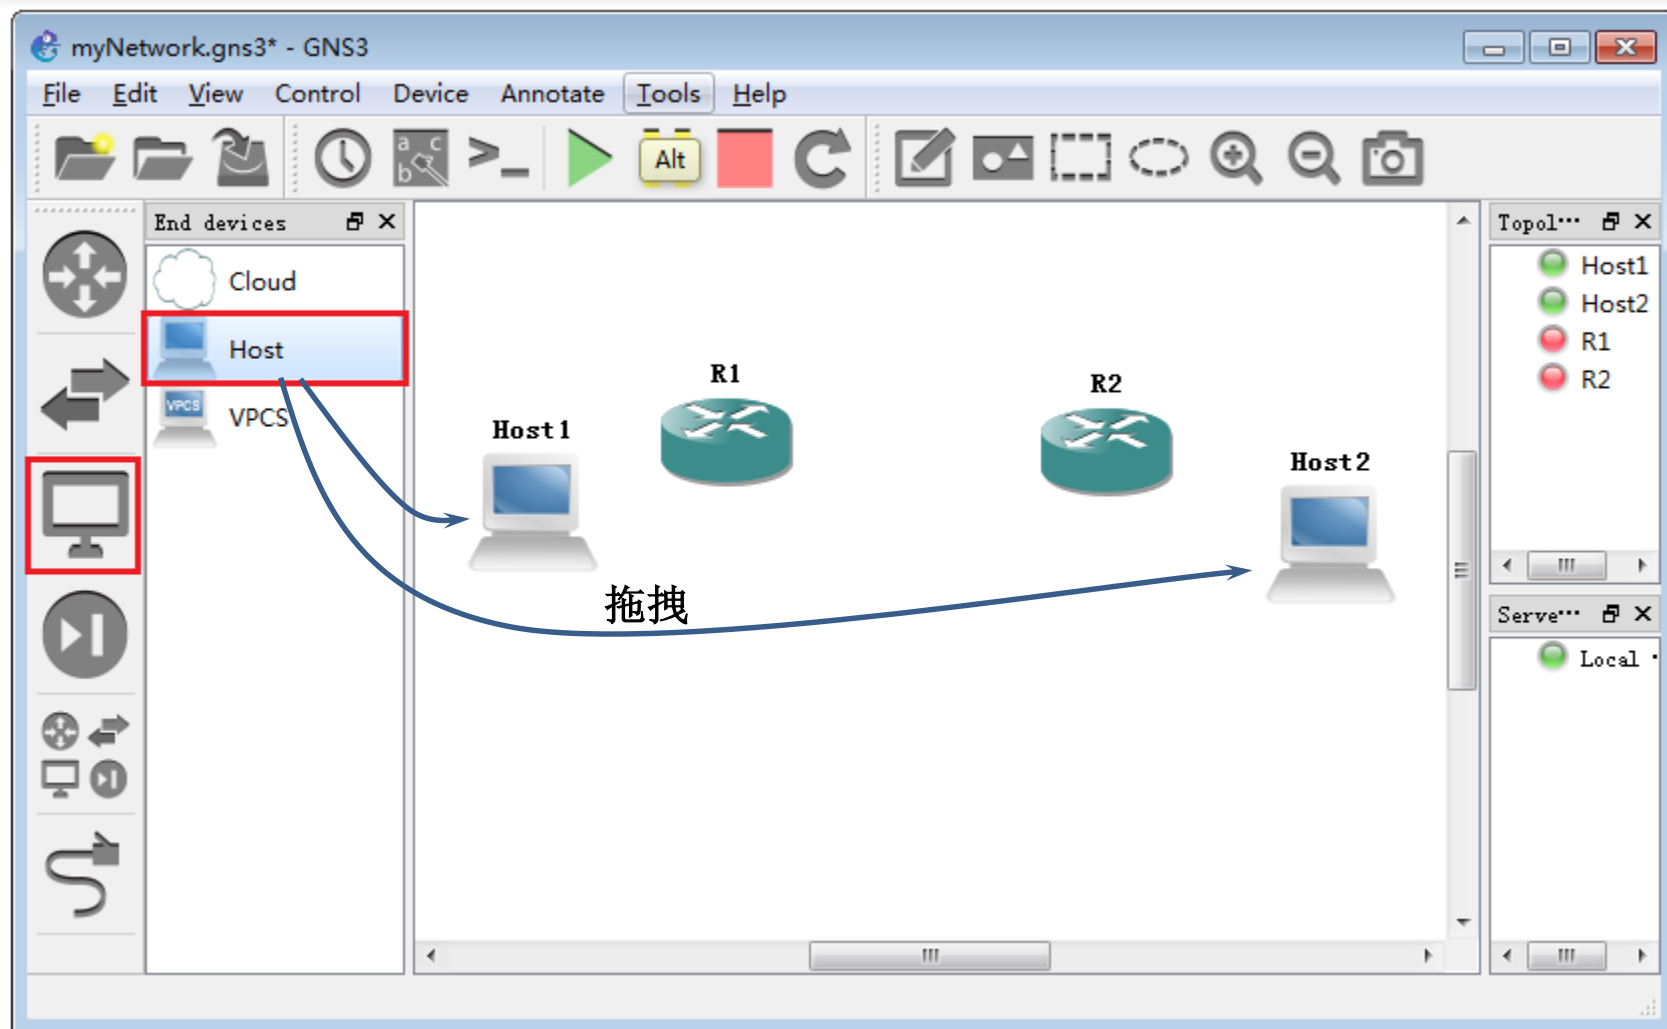 myNetwork.gns3* - GNS3
File Edit View Control Device Annotate Tools Help
a c
b
Alt
End devices
Cloud
Host
VPCS
VPCS
R1
R2
Host1
Host2
拖拽
Topol···
Host1
Host2
R1
R2
Serve···
Local